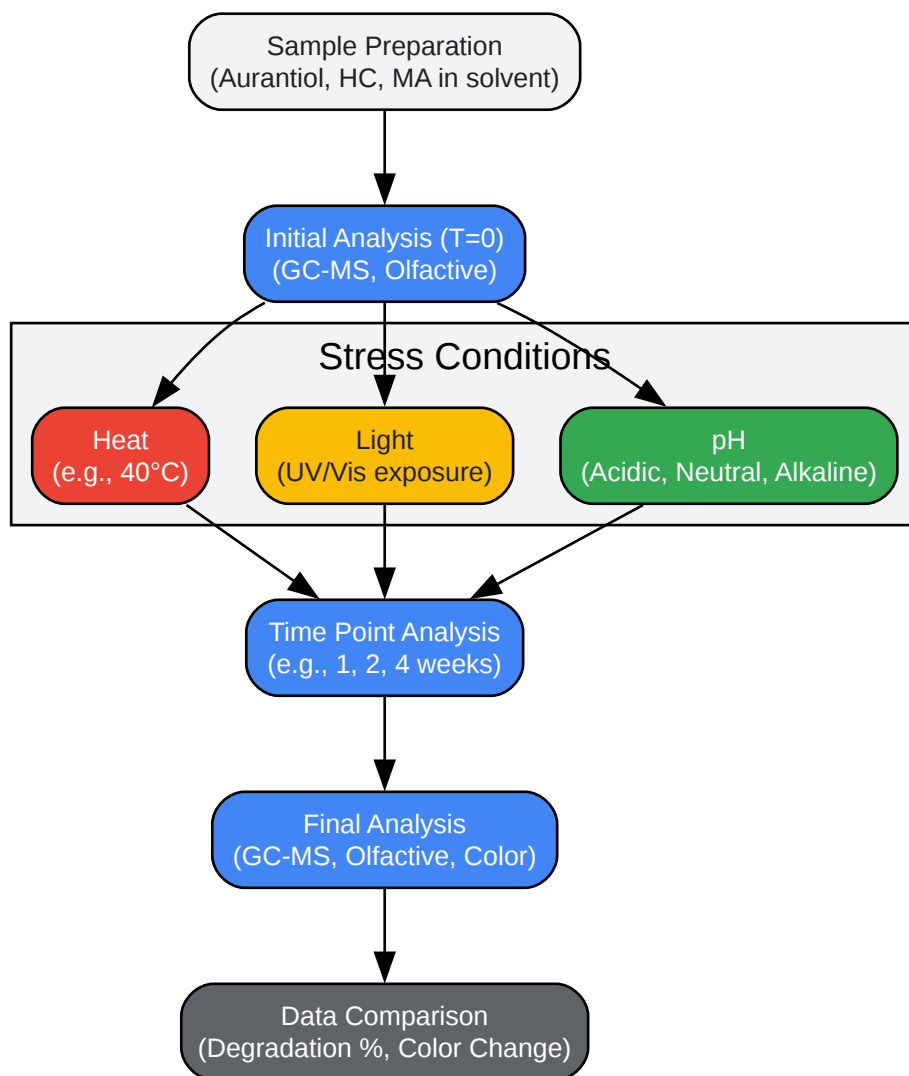 Sample Preparation
(Aurantiol, HC, MA in solvent)
Initial Analysis (T=0)
(GC-MS, Olfactive)
Stress Conditions
Heat
(e.g., 40°C)
Light
(UV/Vis exposure)
pH
(Acidic, Neutral, Alkaline)
Time Point Analysis
(e.g., 1, 2, 4 weeks)
Final Analysis
(GC-MS, Olfactive, Color)
Data Comparison
(Degradation %, Color Change)